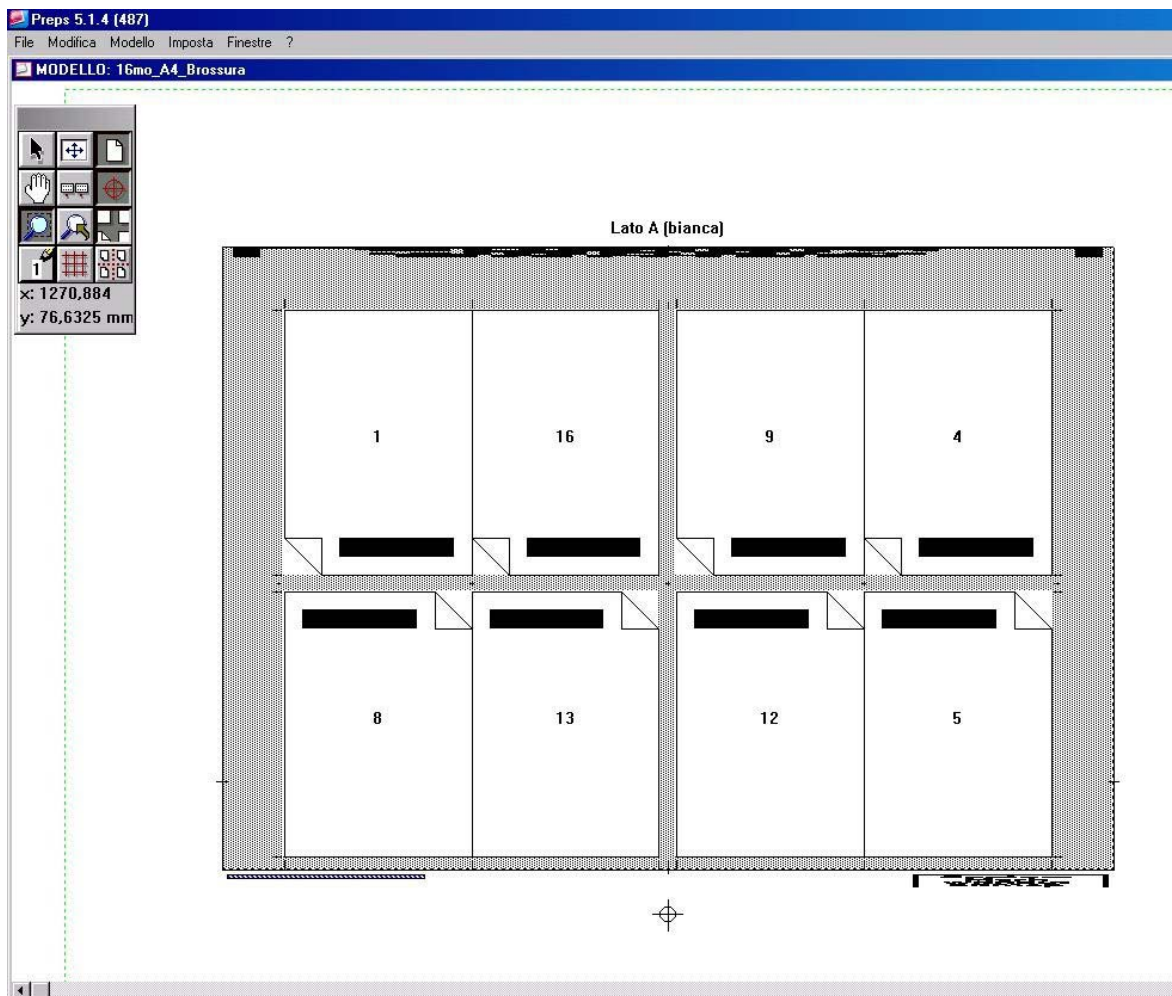 Preps 5.1.4 (487)
File Modifica Modello Imposta Finestre ?
MODELLO: 16mo_A4_Brossura
1
x: 1270,884
y: 76,6325 mm
Lato A (bianca)
1 16 9 4
8 13 12 5